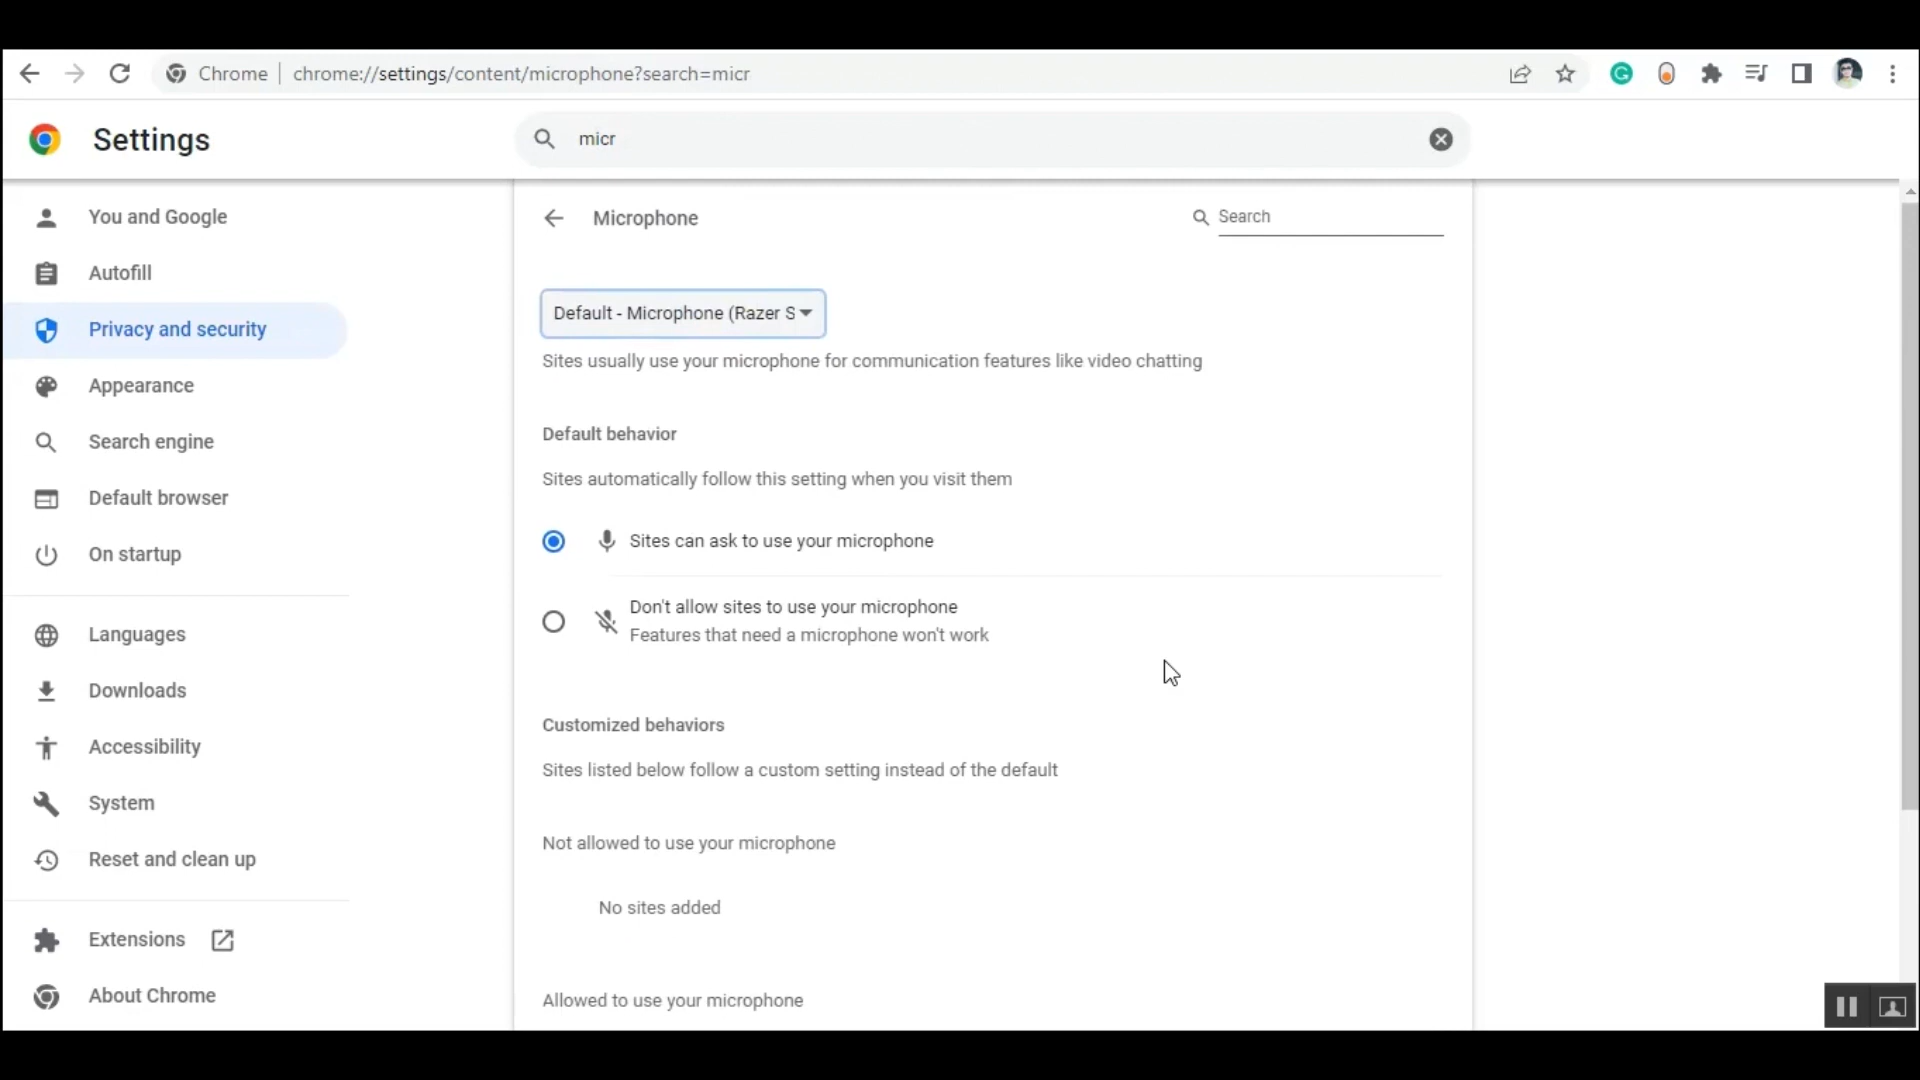 Chrome
chrome://settings/content/microphone?search=micr
Settings
micr
You and Google
Autofill
Privacy and security
Appearance
Search engine
Default browser
On startup
Languages
Downloads
Accessibility
System
Reset and clean up
Extensions
About Chrome
Microphone
Search
Default - Microphone (Razer S
Sites usually use your microphone for communication features like video chatting
Default behavior
Sites automatically follow this setting when you visit them
Sites can ask to use your microphone
Don't allow sites to use your microphone
Features that need a microphone won't work
Customized behaviors
Sites listed below follow a custom setting instead of the default
Not allowed to use your microphone
No sites added
Allowed to use your microphone